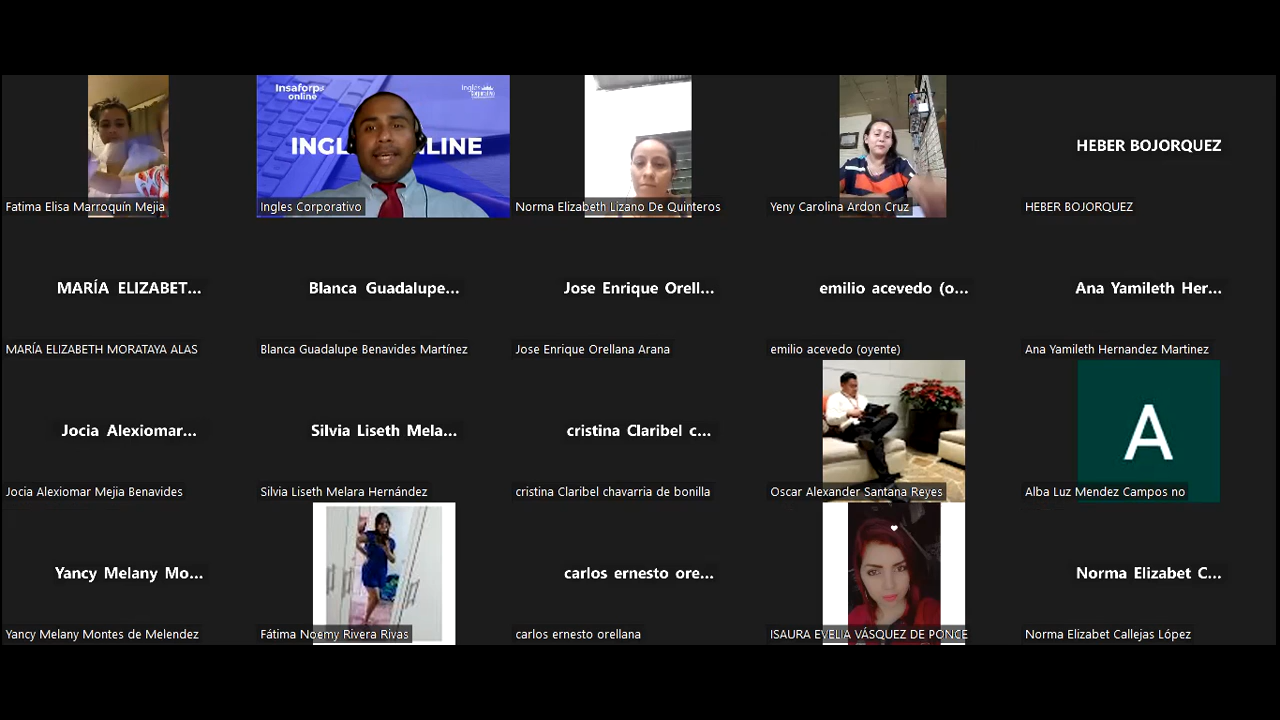 Insaforp
online
Ingles
corporativo
INGL
NLINE
Fatima Elisa Marroquín Mejia
Ingles Corporativo
Norma Elizabeth Lizano De Quinteros
Yeny Carolina Ardon Cruz
HEBER BOJORQUEZ
HEBER BOJORQUEZ
MARÍA ELIZABET...
Blanca Guadalupe...
Jose Enrique Orell...
emilio acevedo (o...
Ana Yamileth Her...
MARÍA ELIZABETH MORATAYA ALAS
Blanca Guadalupe Benavides Martínez
Jose Enrique Orellana Arana
emilio acevedo (oyente)
Ana Yamileth Hernandez Martinez
Jocia Alexiomar...
Silvia Liseth Mela...
cristina Claribel c...
A
Jocia Alexiomar Mejia Benavides
Silvia Liseth Melara Hernández
cristina Claribel chavarria de bonilla
Oscar Alexander Santana Reyes
Alba Luz Mendez Campos no
Yancy Melany Mo...
carlos ernesto ore...
Norma Elizabet C...
Yancy Melany Montes de Melendez
Fátima Noemy Rivera Rivas
carlos ernesto orellana
ISAURA EVELIA VÁSQUEZ DE PONCE
Norma Elizabet Callejas López